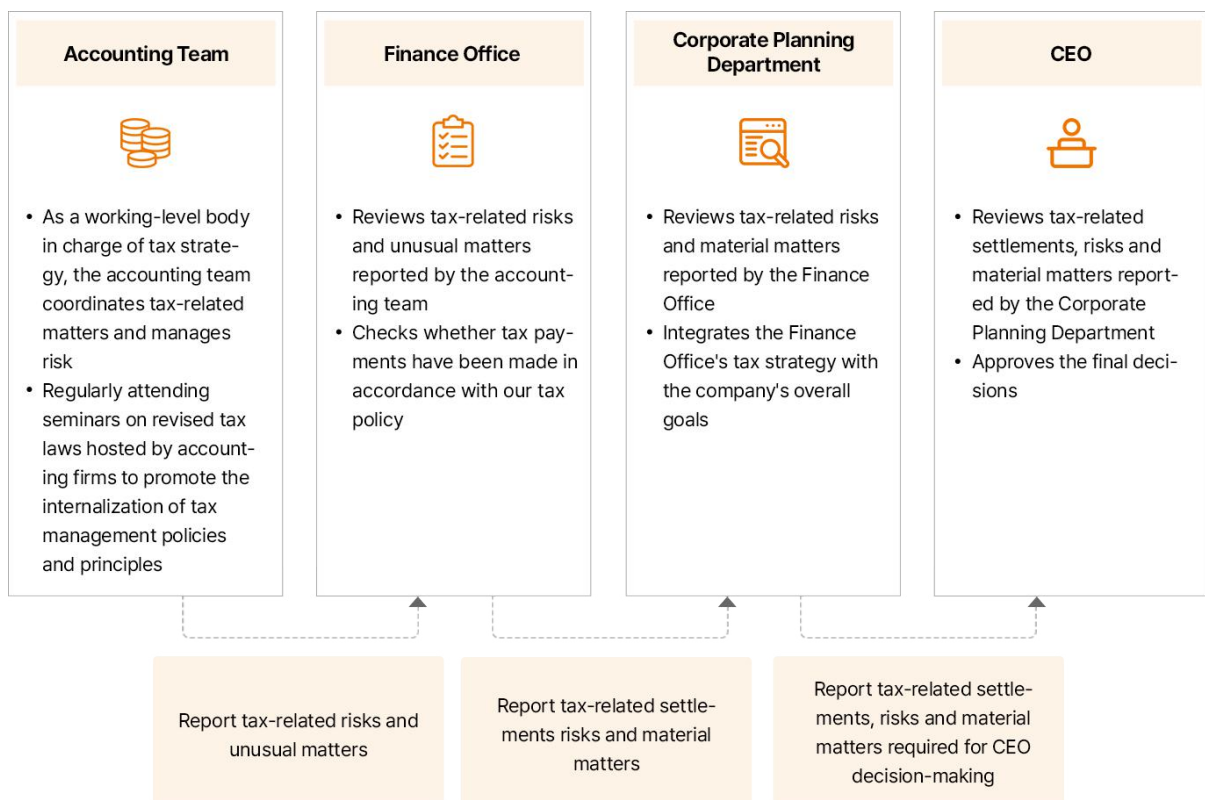 Accounting Team
• As a working-level body
in charge of tax strate-
gy, the accounting team
coordinates tax-related
matters and manages
risk
• Regularly attending
seminars on revised tax
laws hosted by account-
ing firms to promote the
internalization of tax
management policies
and principles
Finance Office
• Reviews tax-related risks
and unusual matters
reported by the account-
ing team
• Checks whether tax pay-
ments have been made in
accordance with our tax
policy
Corporate Planning
Department
• Reviews tax-related risks
and material matters
reported by the Finance
Office
• Integrates the Finance
Office's tax strategy with
the company's overall
goals
CEO
• Reviews tax-related
settlements, risks and
material matters report-
ed by the Corporate
Planning Department
• Approves the final deci-
sions
Report tax-related risks and
unusual matters
Report tax-related settle-
ments risks and material
matters
Report tax-related settle-
ments, risks and material
matters required for CEO
decision-making